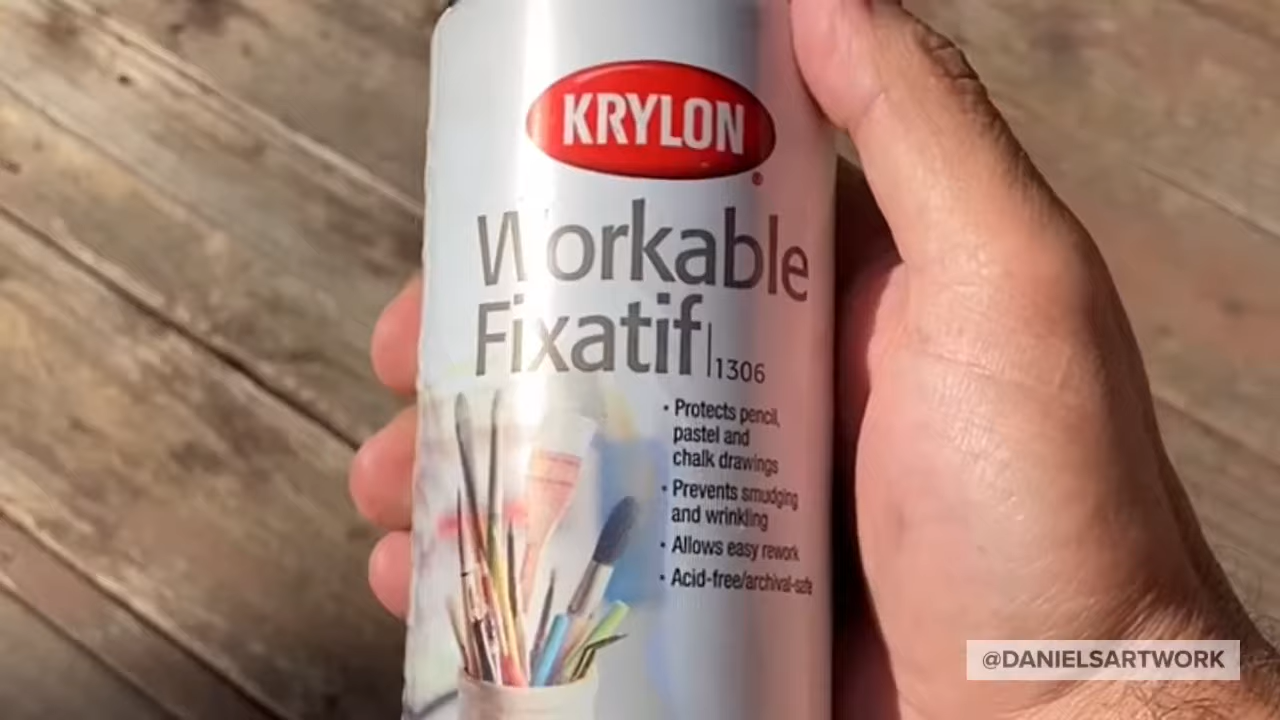 KRYLON
®
Workable
Fixatif|1306
• Protects pencil,
pastel and
chalk drawings
• Prevents smudging
and wrinkling
• Allows easy rework
• Acid-free/archival-safe
@DANIELSARTWORK